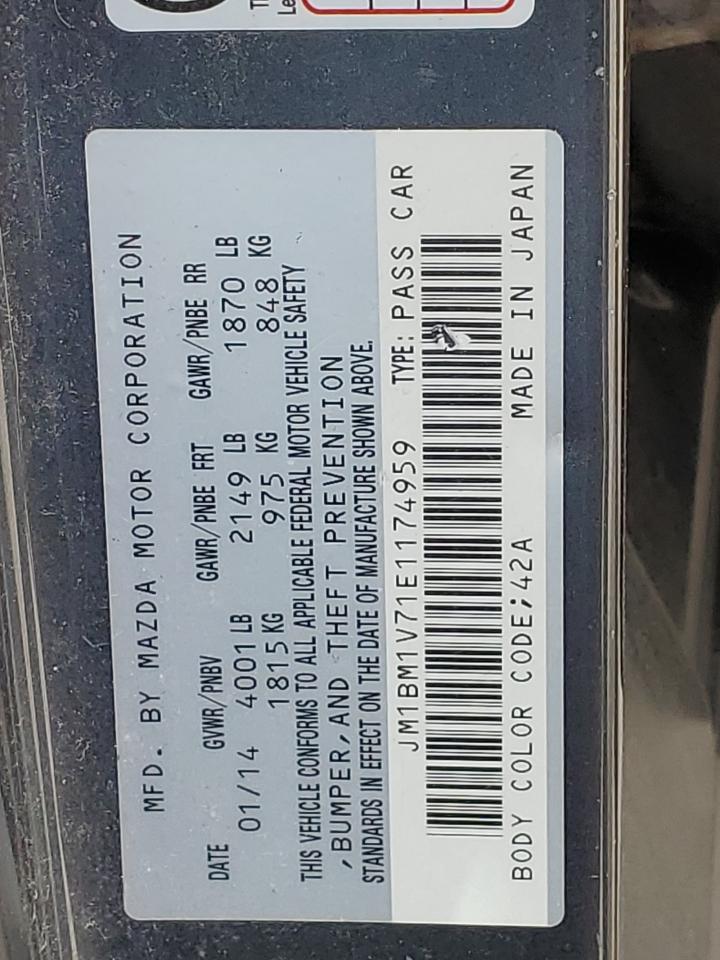 MFD. BY MAZDA MOTOR CORPORATION
DATE GVWR/PNBV GAWR/PNBE FRT GAWR/PNBE RR
01/14 4001 LB 2149 LB 1870 LB
1815 KG 975 KG 848 KG
THIS VEHICLE CONFORMS TO ALL APPLICABLE FEDERAL MOTOR VEHICLE SAFETY
,BUMPER,AND THEFT PREVENTION
STANDARDS IN EFFECT ON THE DATE OF MANUFACTURE SHOWN ABOVE.
JM1BM1V71E1174959 TYPE: PASS CAR
BODY COLOR CODE;42A MADE IN JAPAN